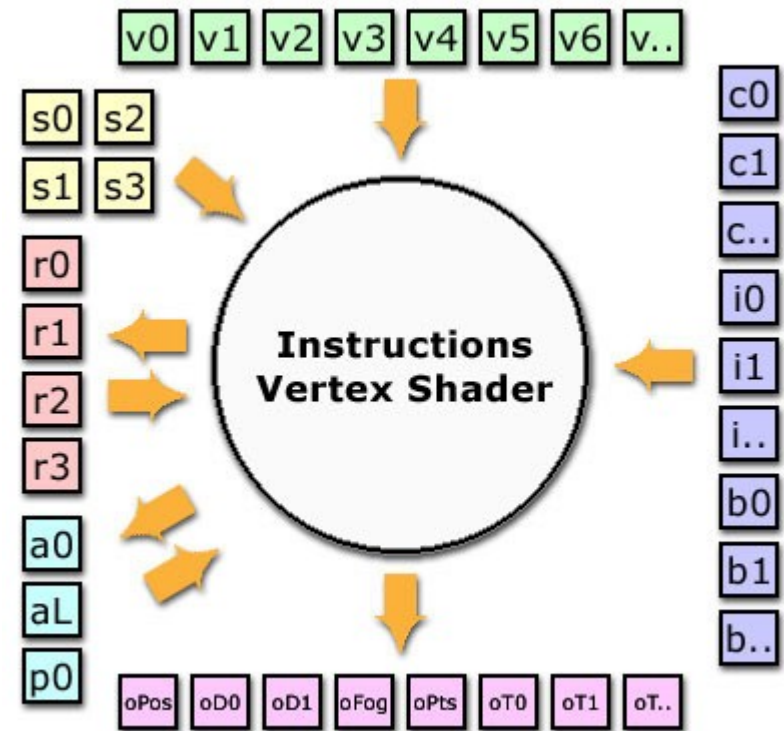 v0 v1 v2 v3 v4 v5 v6 v..
s0 s2
s1 s3
r0
r1
r2
r3
a0
aL
p0
Instructions
Vertex Shader
c0
c1
c..
i0
i1
i..
b0
b1
b..
oPos oD0 oD1 oFog oPts oT0 oT1 oT..